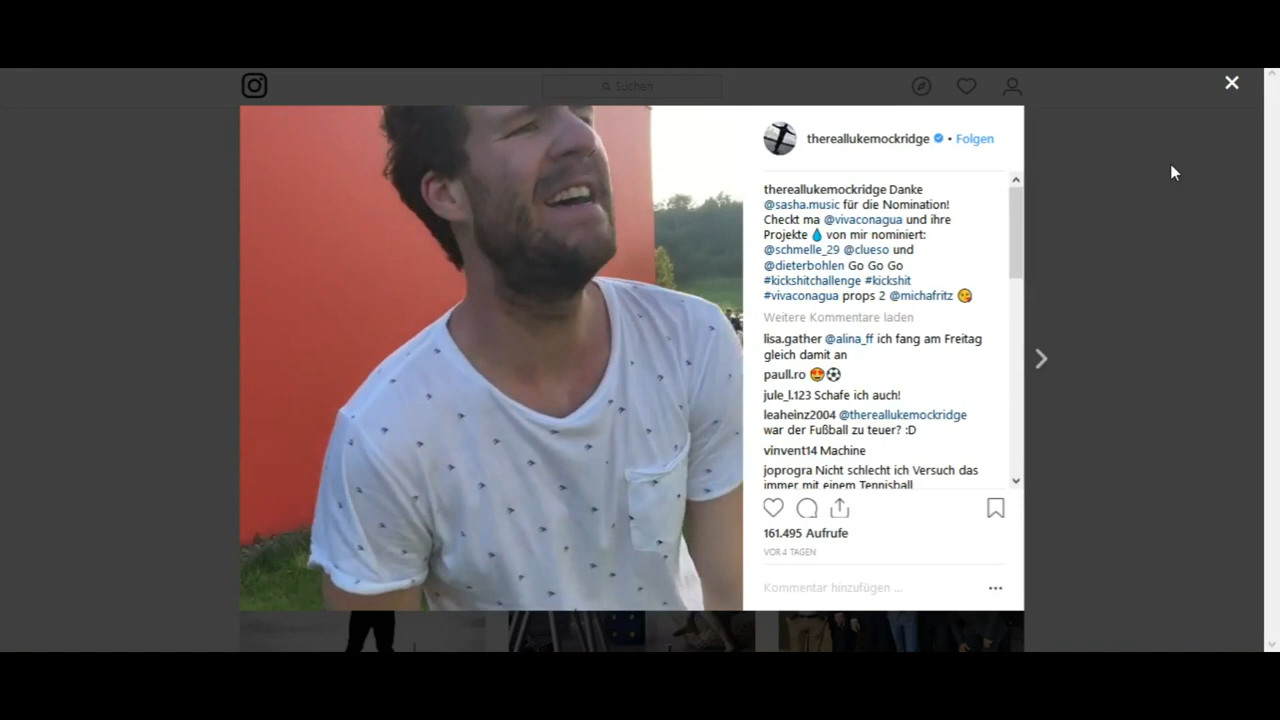 Suchen
thereallukemockridge • Folgen
thereallukemockridge Danke
@sasha.music für die Nomination!
Checkt ma @vivaconagua und ihre
Projekte 💧 von mir nominiert:
@schmelle_29 @clueso und
@dieterbohlen Go Go Go
#kickshitchallenge #kickshit
#vivaconagua props 2 @michafritz 😋
Weitere Kommentare laden
lisa.gather @alina_ff ich fang am Freitag
gleich damit an
paull.ro 🤩⚽
jule_l.123 Schafe ich auch!
leaheinz2004 @thereallukemockridge
war der Fußball zu teuer? :D
vinvent14 Machine
joprogra Nicht schlecht ich Versuch das
immer mit einem Tennisball
161.495 Aufrufe
VOR 4 TAGEN
Kommentar hinzufügen ...